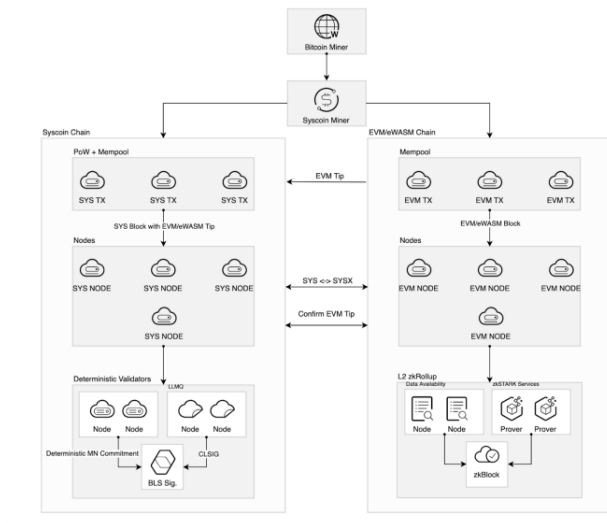 Bitcoin Miner
Syscoin Miner
Syscoin Chain
EVM/eWASM Chain
PoW + Mempool
Mempool
SYS TX SYS TX SYS TX
EVM Tip
EVM TX EVM TX EVM TX
SYS Block with EVM/eWASM Tip
EVM/eWASM Block
Nodes
Nodes
SYS NODE SYS NODE SYS NODE
SYS <-> SYSX
EVM NODE EVM NODE EVM NODE
Confirm EVM Tip
SYS NODE
EVM NODE
Deterministic Validators
LLMQ
L2 zkRollup
Data Availability
zkSTARK Services
Node Node Node Node
Node Node Prover Prover
Deterministic MN Commitment
CLSIG
BLS Sig.
zkBlock